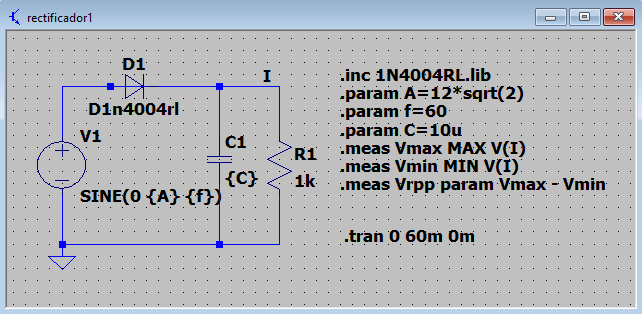 rectificador1
D1
I
D1n4004rl
V1
C1
R1
{C}
1k
SINE(0 {A} {f})
.inc 1N4004RL.lib
.param A=12*sqrt(2)
.param f=60
.param C=10u
.meas Vmax MAX V(I)
.meas Vmin MIN V(I)
.meas Vrpp param Vmax - Vmin
.tran 0 60m 0m